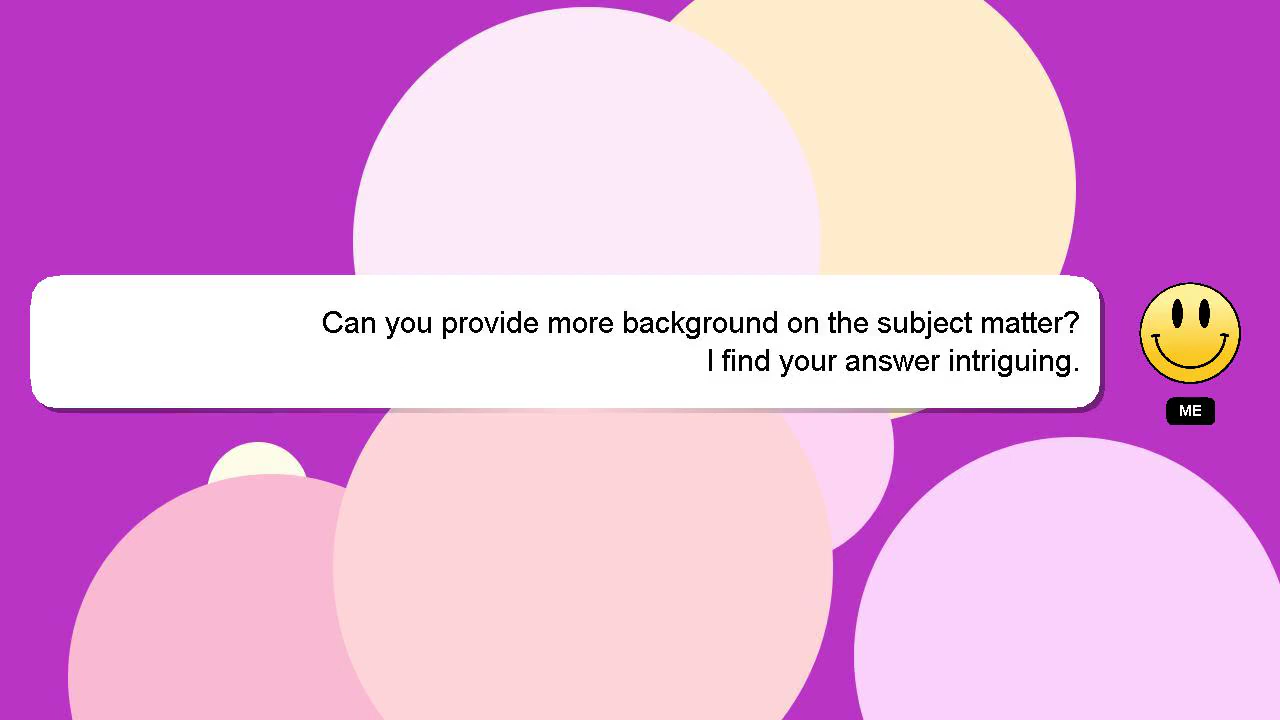 Can you provide more background on the subject matter?
I find your answer intriguing.
ME